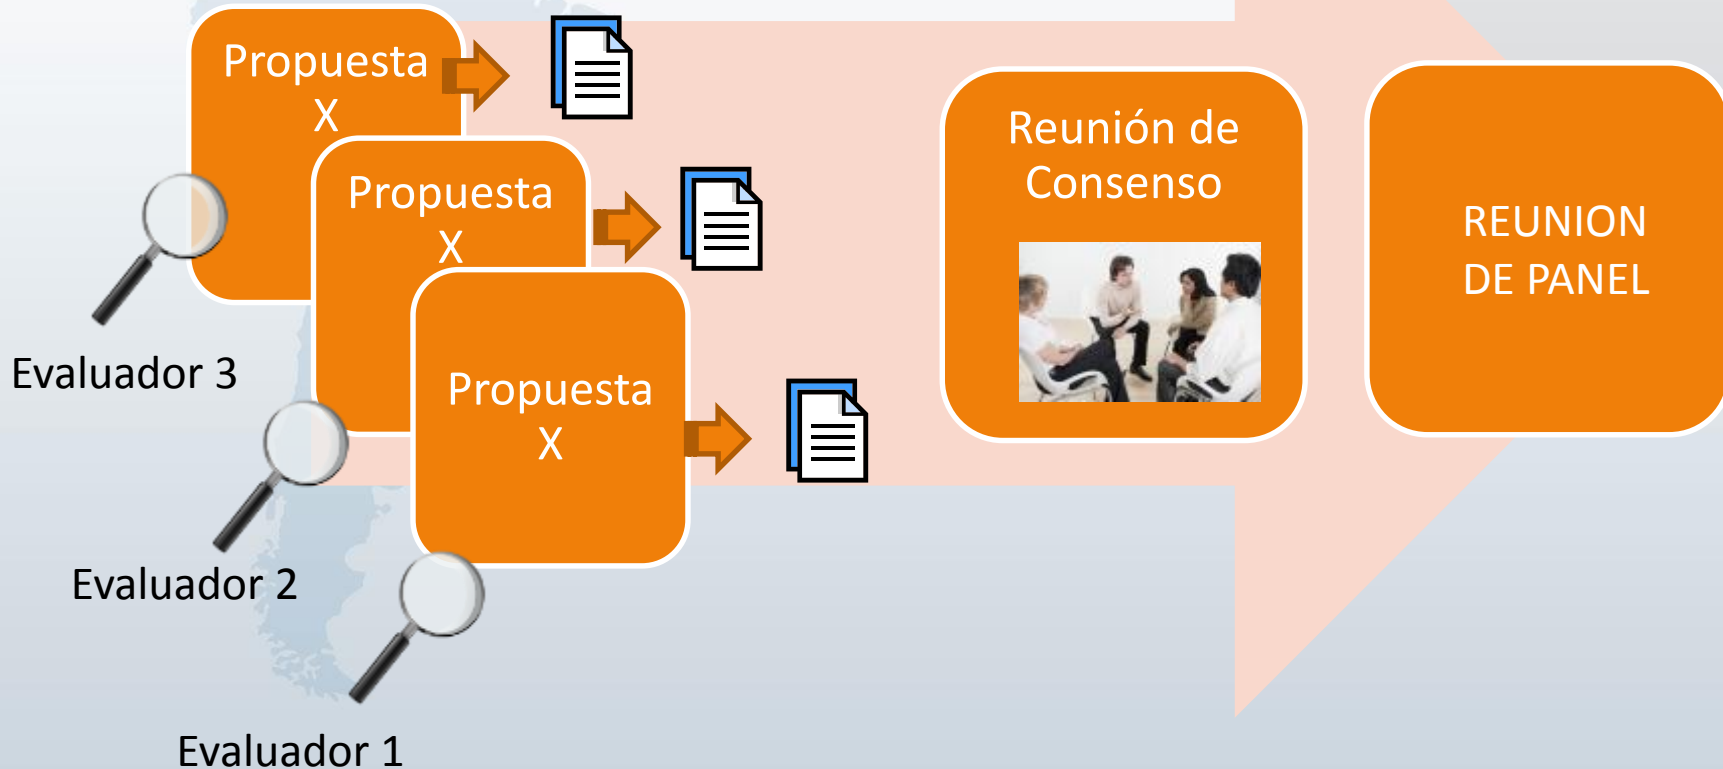 Propuesta
X
Propuesta
X
Propuesta
X
Evaluador 3
Evaluador 2
Evaluador 1
Reunión de
Consenso
REUNION
DE PANEL